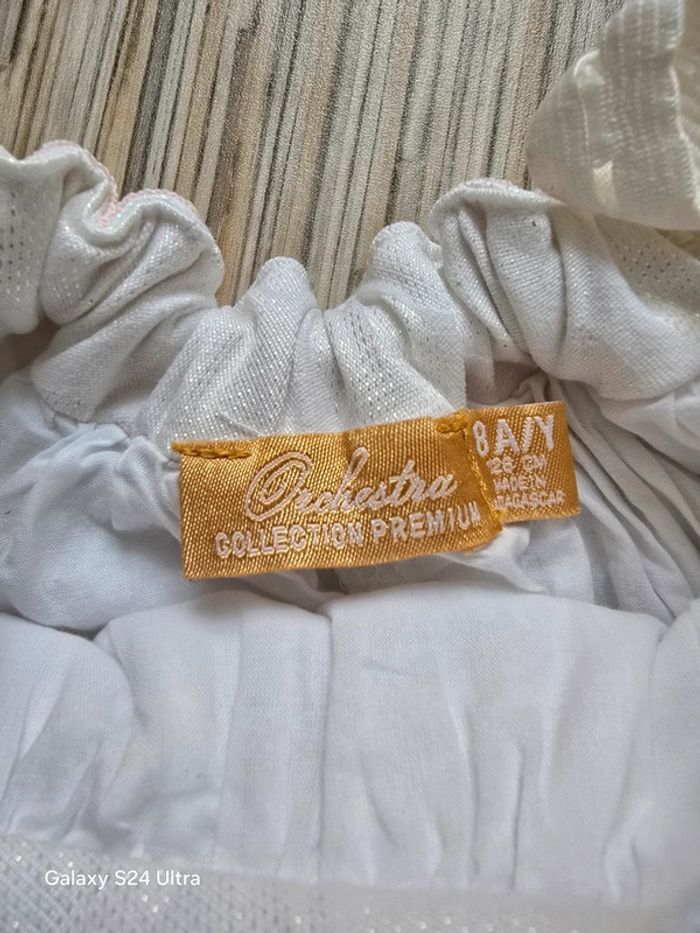 Orchestra
COLLECTION PREMIUM
8 A/Y
128 CM
MADE IN
MADAGASCAR
Galaxy S24 Ultra